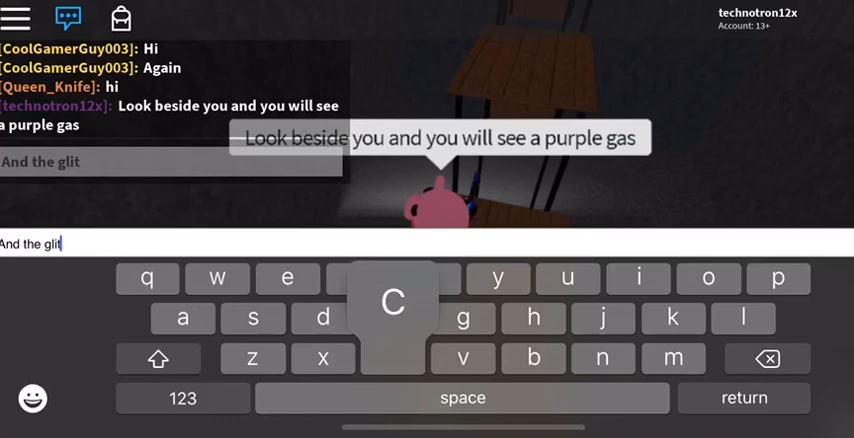 technotron12x
Account: 13+
[CoolGamerGuy003]: Hi
[CoolGamerGuy003]: Again
[Queen_Knife]: hi
[technotron12x]: Look beside you and you will see
a purple gas
Look beside you and you will see a purple gas
And the glit
And the glit
q w e y u i o p
C
a s d g h j k l
z x v b n m
123 space return